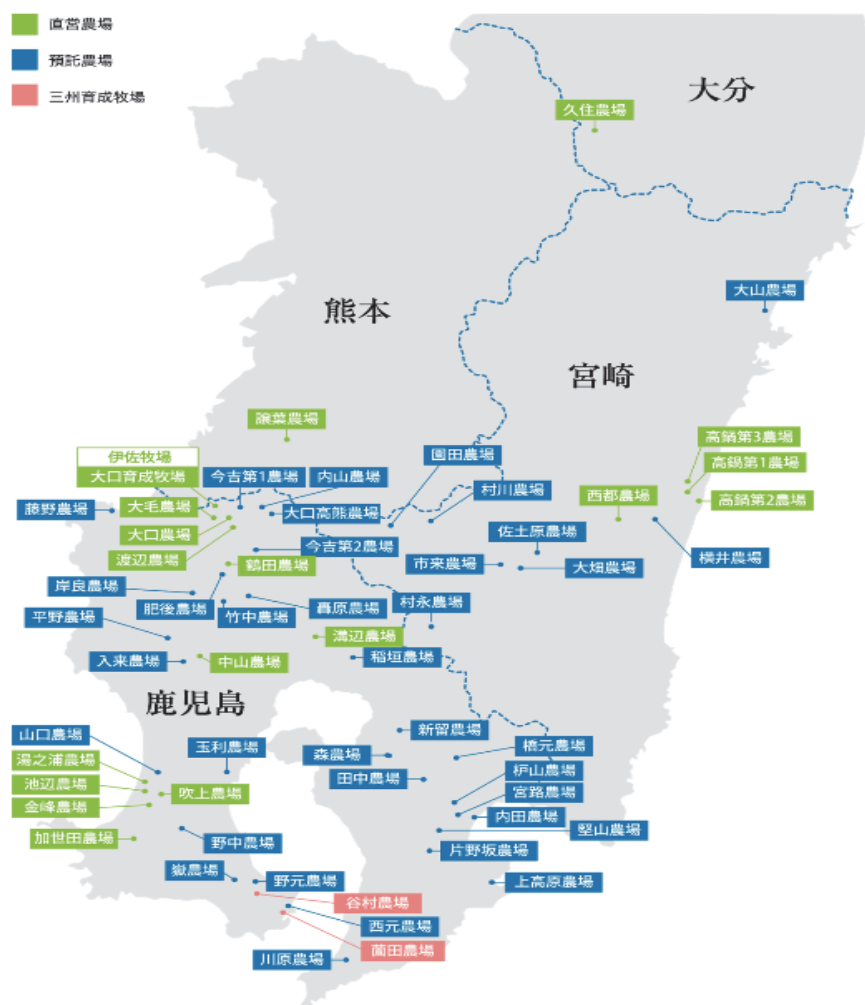 直営農場
預託農場
三州育成牧場
大分
久住農場
大山農場
熊本
宮崎
譲葉農場
高鍋第3農場
伊佐牧場
園田農場
高鍋第1農場
大口育成牧場
今吉第1農場
内山農場
村川農場
西都農場
高鍋第2農場
藤野農場
大毛農場
大口高熊農場
佐土原農場
大口農場
今吉第2農場
横井農場
渡辺農場
鶴田農場
市来農場
大畑農場
岸良農場
肥後農場
竹中農場
轟原農場
村永農場
平野農場
溝辺農場
入来農場
中山農場
稲垣農場
鹿児島
新留農場
山口農場
玉利農場
森農場
橋元農場
湯之浦農場
田中農場
枦山農場
池辺農場
吹上農場
宮路農場
金峰農場
内田農場
加世田農場
野中農場
堅山農場
片野坂農場
嶽農場
野元農場
上高原農場
谷村農場
西元農場
薗田農場
川原農場